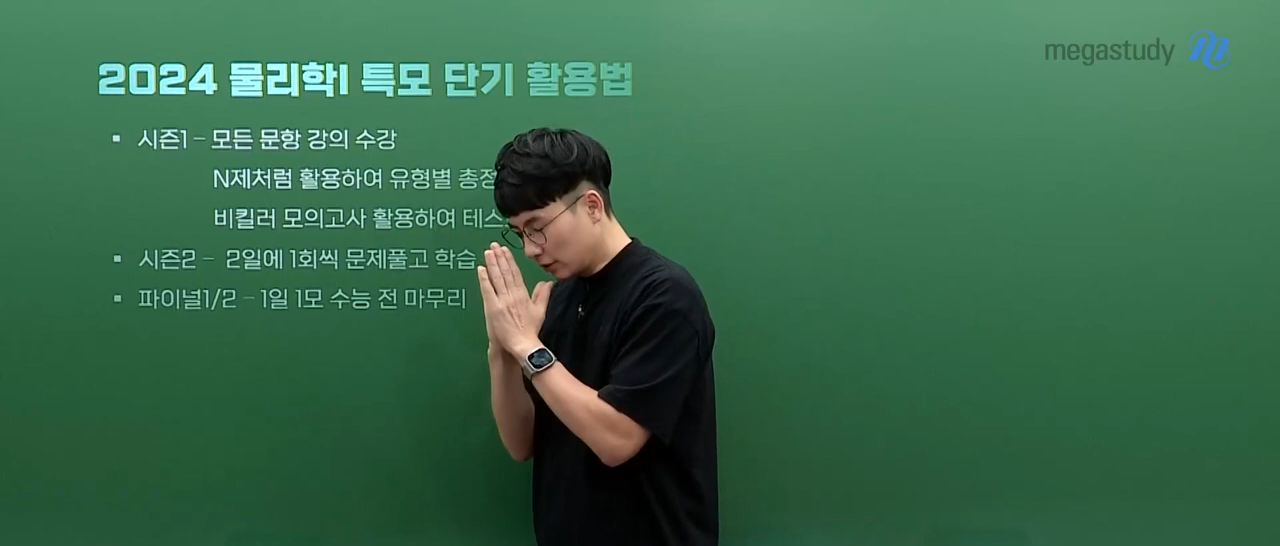 megastudy
2024 물리학I 특모 단기 활용법
▪ 시즌1 – 모든 문항 강의 수강
N제처럼 활용하여 유형별
비킬러 모의고사 활용하여
▪ 시즌2 – 2일에 1회씩 문제풀고 학습
▪ 파이널1/2 – 1일 1모 수능 전 마무리